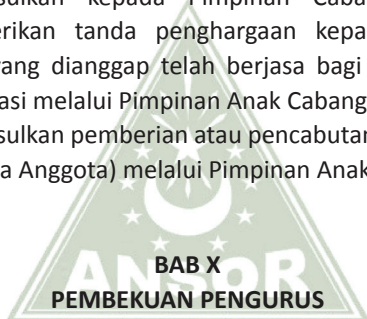 sulkan kepada Pimpinan Caba
erikan tanda penghargaan kepa
ang dianggap telah berjasa bagi
asi melalui Pimpinan Anak Cabang
sulkan pemberian atau pencabutan
a Anggota) melalui Pimpinan Anak
ANSOR
BAB X
PEMBEKUAN PENGURUS